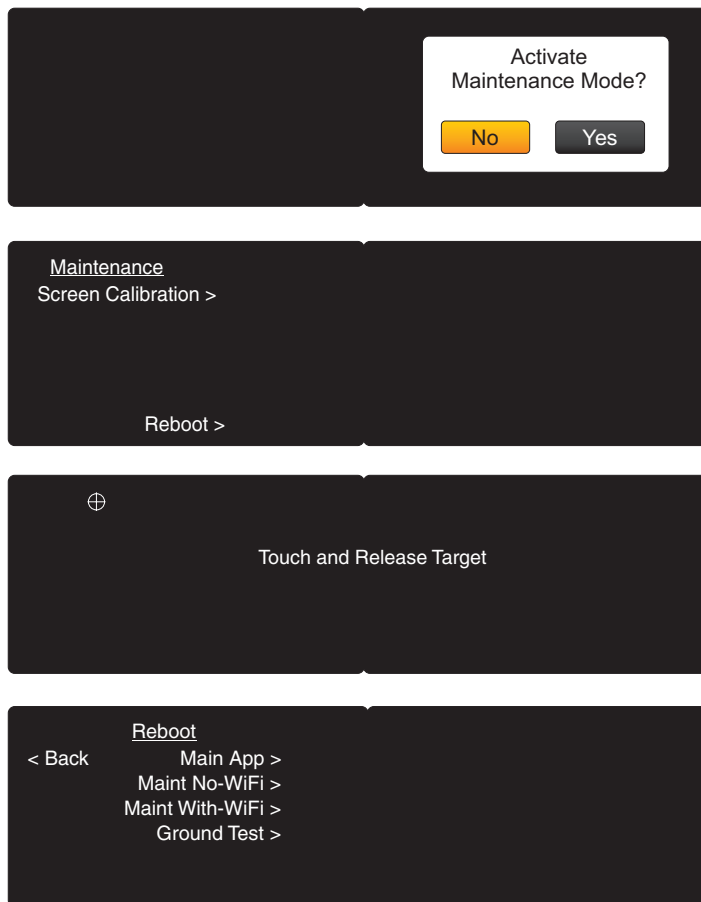 Activate
Maintenance Mode?
No Yes
Maintenance
Screen Calibration >
Reboot >
Touch and Release Target
Reboot
< Back Main App >
Maint No-WiFi >
Maint With-WiFi >
Ground Test >